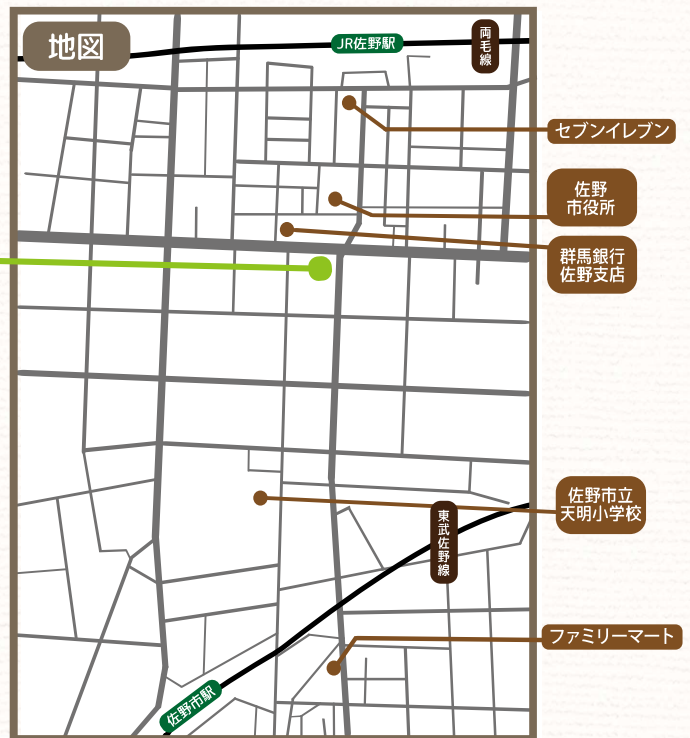 地図
JR佐野駅
両毛線
セブンイレブン
佐野
市役所
群馬銀行
佐野支店
佐野市立
天明小学校
東武佐野線
ファミリーマート
佐野市駅